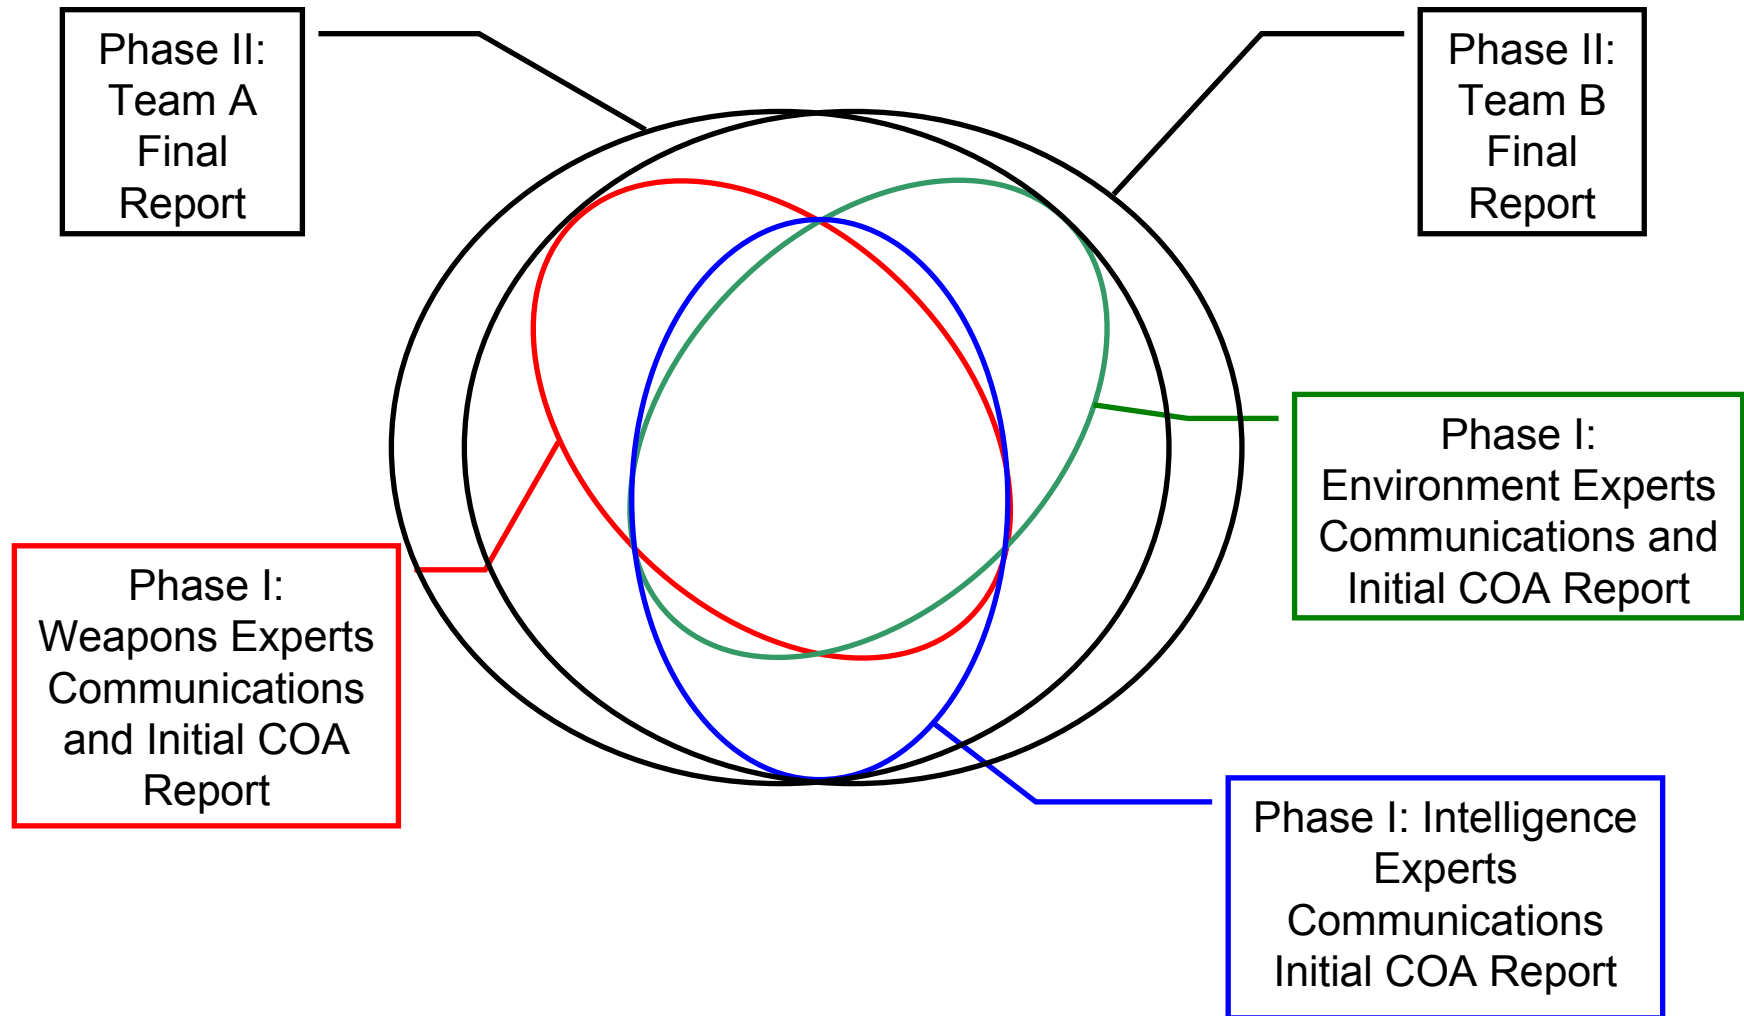 Phase II:
Team A
Final
Report
Phase II:
Team B
Final
Report
Phase I:
Environment Experts
Communications and
Initial COA Report
Phase I:
Weapons Experts
Communications
and Initial COA
Report
Phase I: Intelligence
Experts
Communications
Initial COA Report